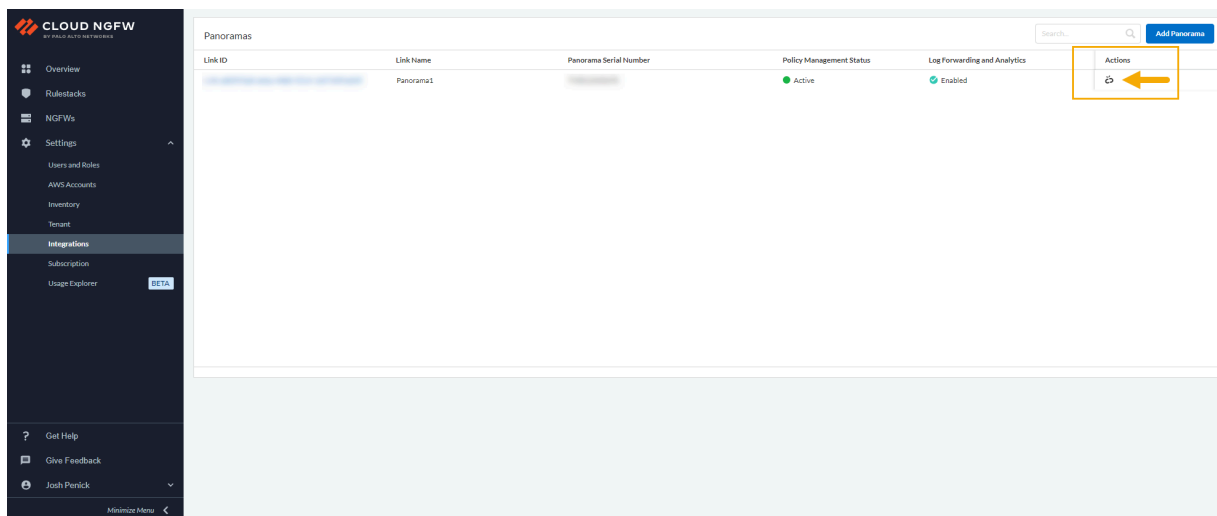 CLOUD NGFW
BY PALO ALTO NETWORKS
Overview
Rulestacks
NGFWs
Settings
Users and Roles
AWS Accounts
Inventory
Tenant
Integrations
Subscription
Usage Explorer BETA
Get Help
Give Feedback
Josh Penick
Minimize Menu
Panoramas
Search... Add Panorama
Link ID Link Name Panorama Serial Number Policy Management Status Log Forwarding and Analytics Actions
Panorama1 Active Enabled